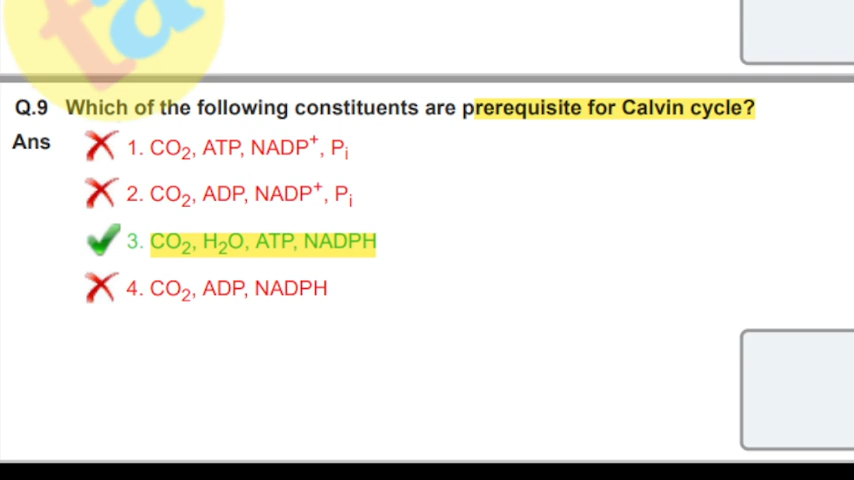 Q.9 Which of the following constituents are prerequisite for Calvin cycle?
Ans 1. CO₂, ATP, NADP⁺, Pᵢ
2. CO₂, ADP, NADP⁺, Pᵢ
3. CO₂, H₂O, ATP, NADPH
4. CO₂, ADP, NADPH